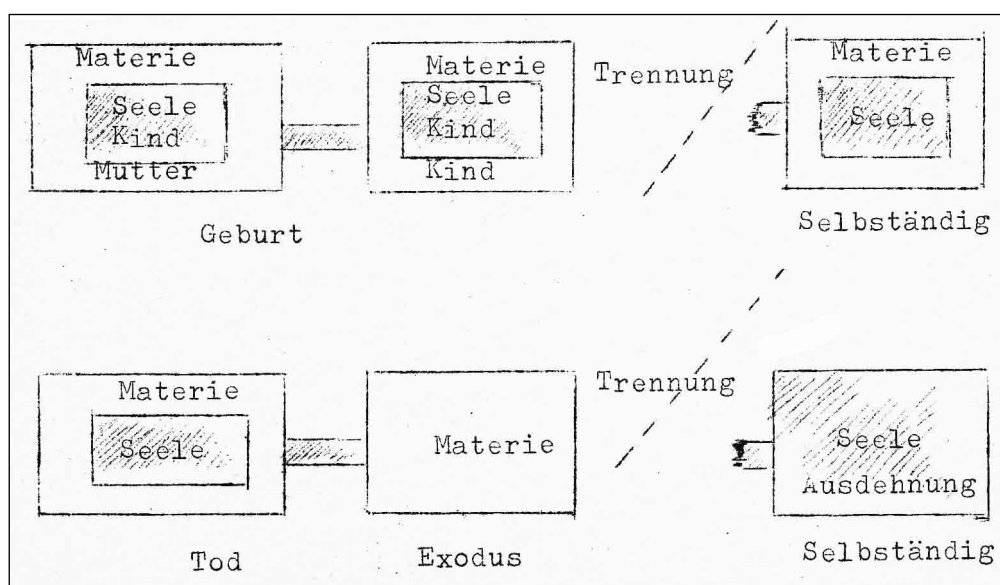 Materie
Seele
Kind
Mutter
Materie
Seele
Kind
Kind
Trennung
Materie
Seele
Geburt
Selbständig
Materie
Seele
Materie
Trennung
Seele
Ausdehnung
Tod
Exodus
Selbständig